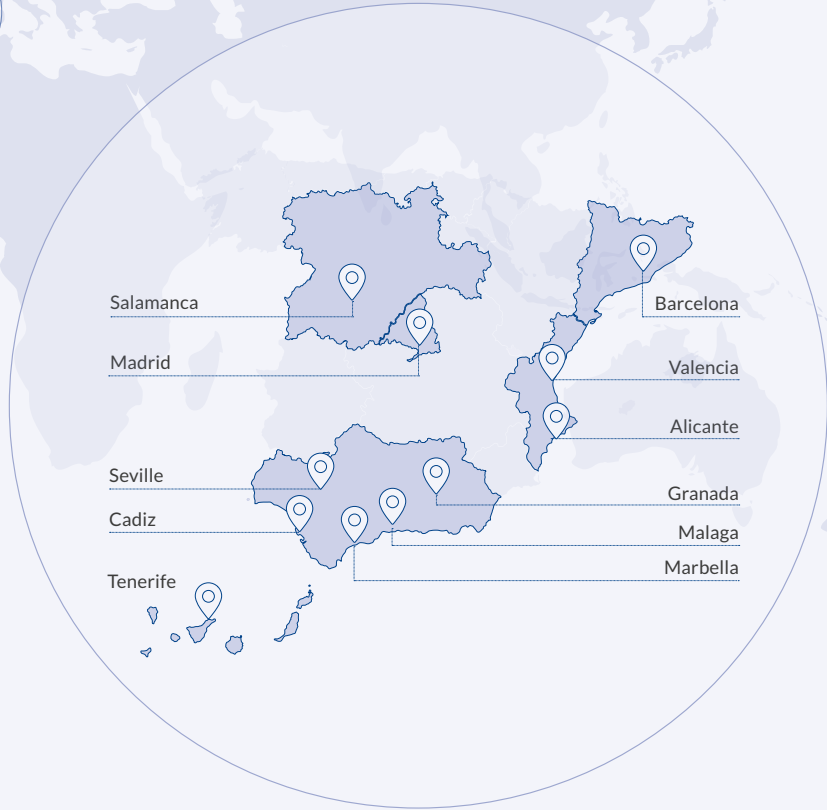 Salamanca
Madrid
Barcelona
Valencia
Alicante
Seville
Cadiz
Granada
Malaga
Marbella
Tenerife